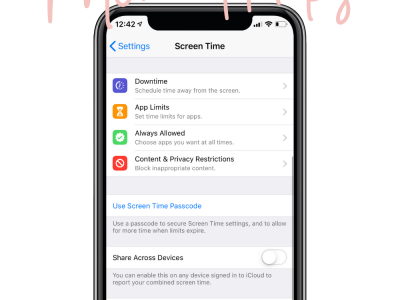 12:42
Settings
Screen Time
Downtime
Schedule time away from the screen.
App Limits
Set time limits for apps.
Always Allowed
Choose apps you want at all times.
Content & Privacy Restrictions
Block inappropriate content.
Use Screen Time Passcode
Use a passcode to secure Screen Time settings, and to allow
for more time when limits expire.
Share Across Devices
You can enable this on any device signed in to iCloud to
report your combined screen time.